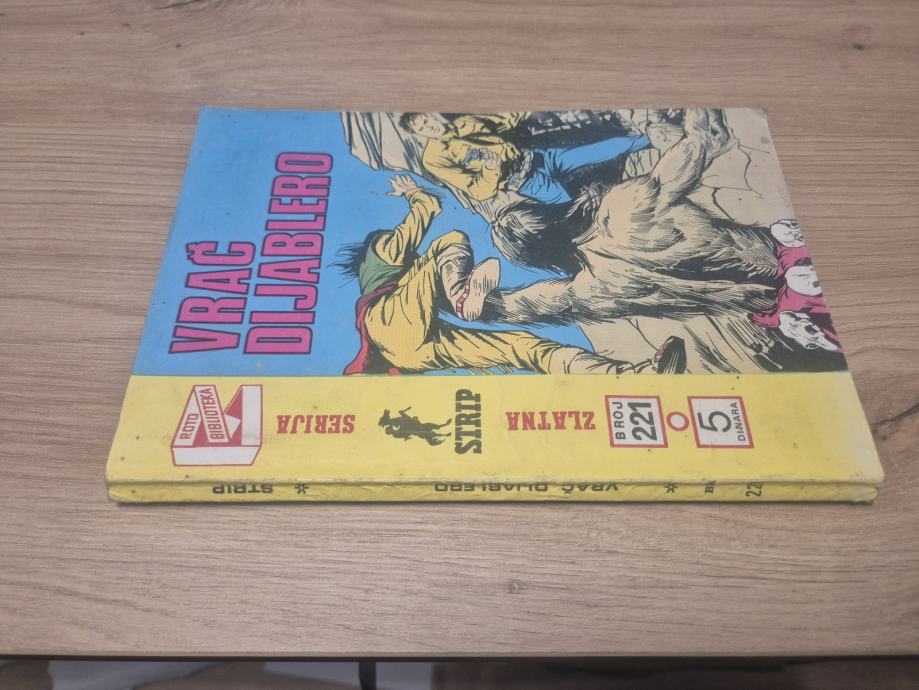 VRAČ
DIJABLERO
ROTO
BIBLIOTEKA
ZLATNA
SERIJA
STRIP
BROJ
221
5
DINARA
STRIP * VRAČ DIJABLERO *